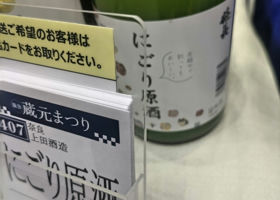 送ご希望のお客様は
カードをお取りください。
蔵元まつり
407 奈良
上田酒造
にごり原酒
にごり原酒